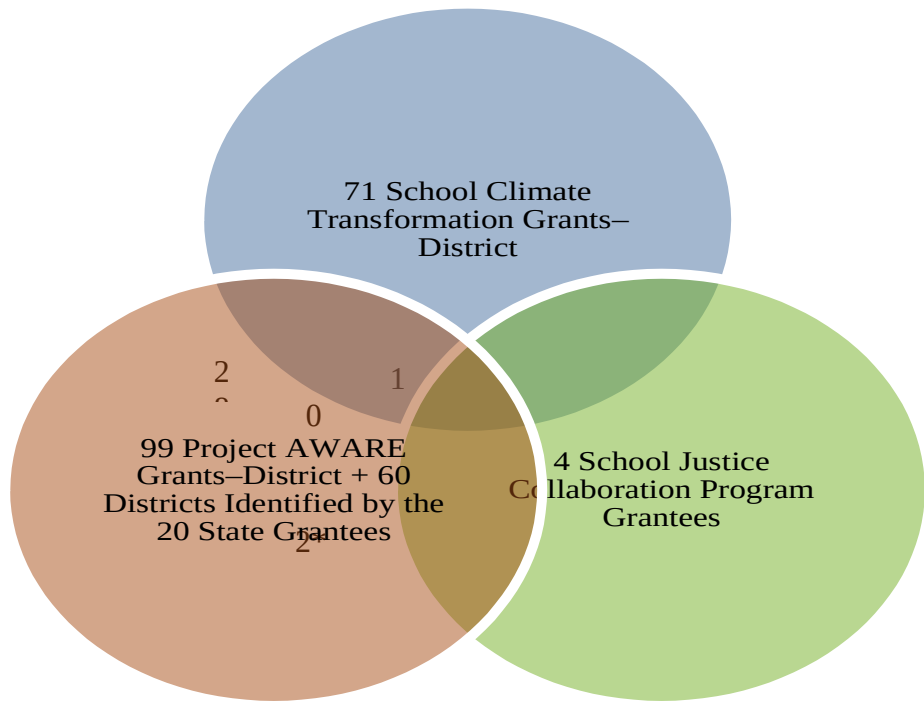 71 School Climate
Transformation Grants–
District
2
1
0
99 Project AWARE
Grants–District + 60
Districts Identified by the
20 State Grantees
2*
4 School Justice
Collaboration Program
Grantees